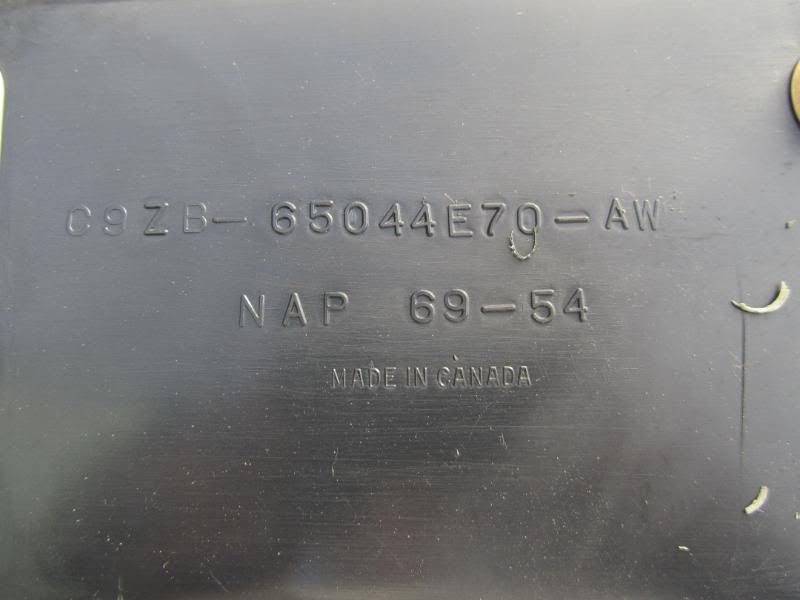 C9ZB-65044E70-AW
NAP 69-54
MADE IN CANADA